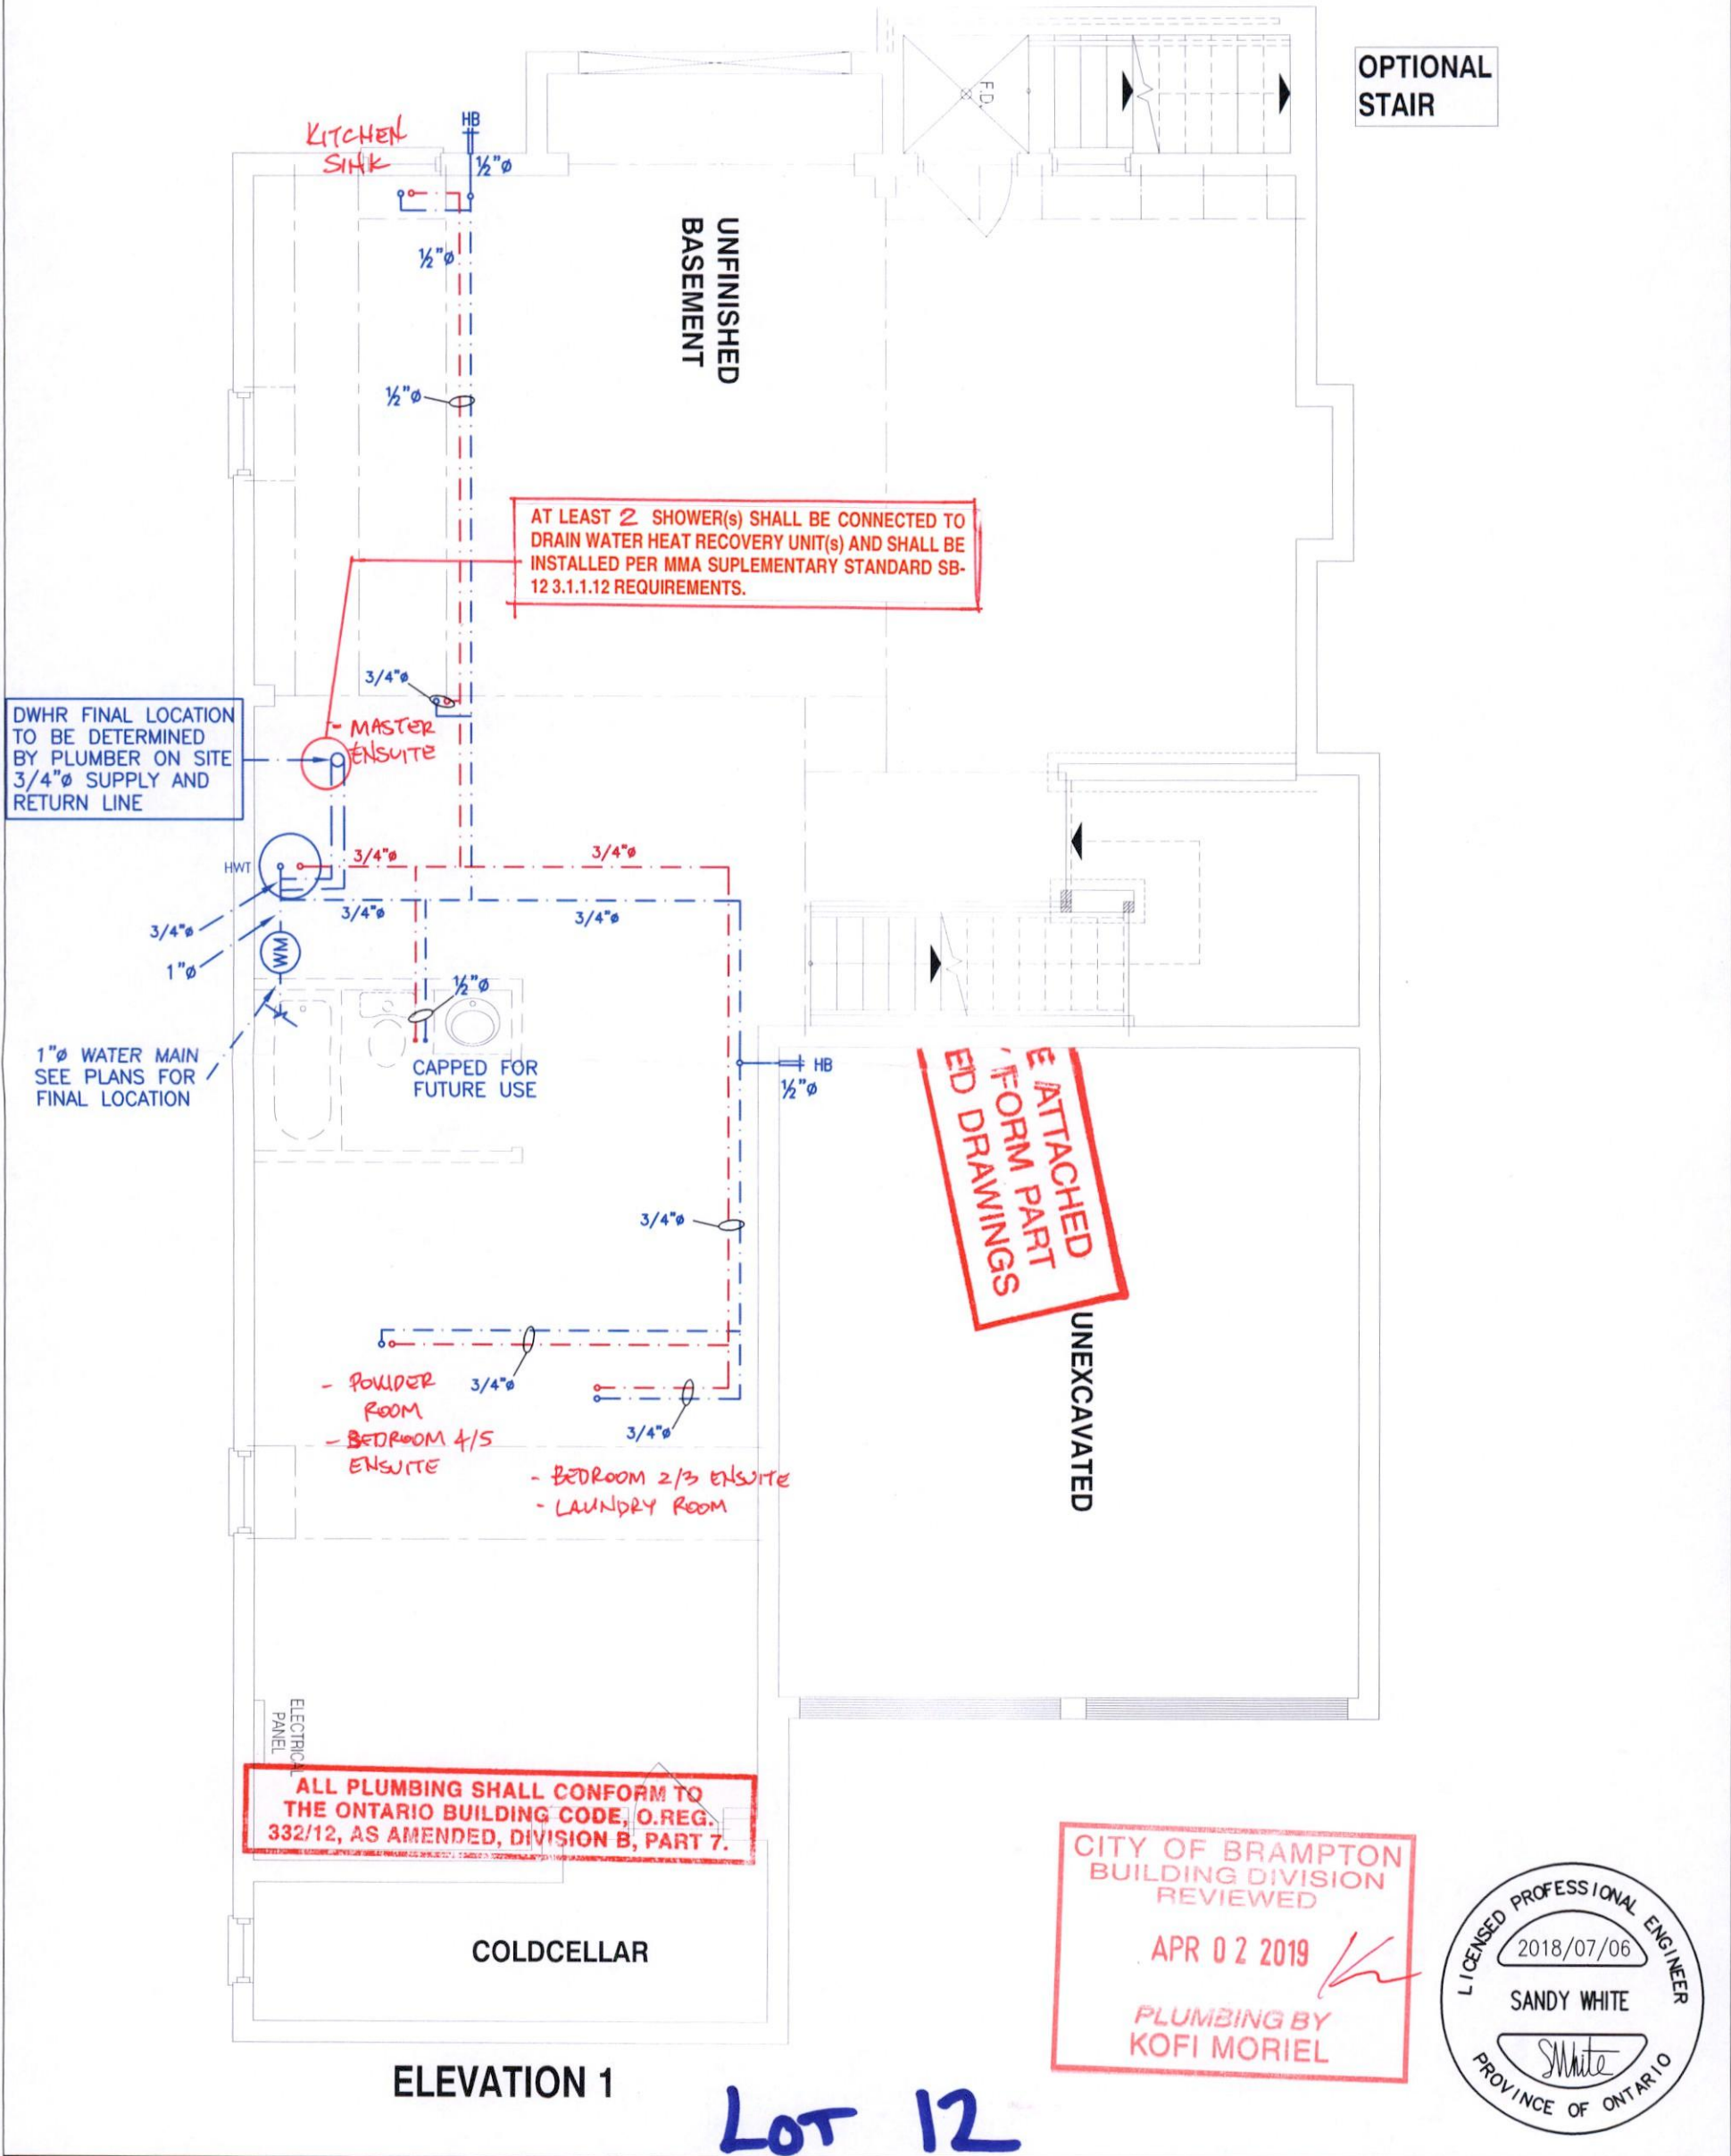 OPTIONAL
STAIR
F.D.
KITCHEN
SINK
HB
½"ø
½"ø
UNFINISHED
BASEMENT
½"ø
AT LEAST 2 SHOWER(s) SHALL BE CONNECTED TO
DRAIN WATER HEAT RECOVERY UNIT(s) AND SHALL BE
INSTALLED PER MMA SUPLEMENTARY STANDARD SB-
12 3.1.1.12 REQUIREMENTS.
3/4"ø
DWHR FINAL LOCATION
TO BE DETERMINED
BY PLUMBER ON SITE
3/4"ø SUPPLY AND
RETURN LINE
- MASTER
ENSUITE
HWT
3/4"ø
3/4"ø
3/4"ø
3/4"ø
3/4"ø
1"ø
WM
½"ø
1"ø WATER MAIN
SEE PLANS FOR
FINAL LOCATION
CAPPED FOR
FUTURE USE
HB
½"ø
E ATTACHED
FORM PART
ED DRAWINGS
3/4"ø
UNEXCAVATED
- POWDER
ROOM
- BEDROOM 4/5
ENSUITE
3/4"ø
3/4"ø
- BEDROOM 2/3 ENSUITE
- LAUNDRY ROOM
ELECTRICAL
PANEL
ALL PLUMBING SHALL CONFORM TO
THE ONTARIO BUILDING CODE, O.REG.
332/12, AS AMENDED, DIVISION B, PART 7.
COLDCELLAR
CITY OF BRAMPTON
BUILDING DIVISION
REVIEWED
APR 02 2019
PLUMBING BY
KOFI MORIEL
LICENSED PROFESSIONAL ENGINEER
2018/07/06
SANDY WHITE
SWhite
PROVINCE OF ONTARIO
ELEVATION 1
LOT 12